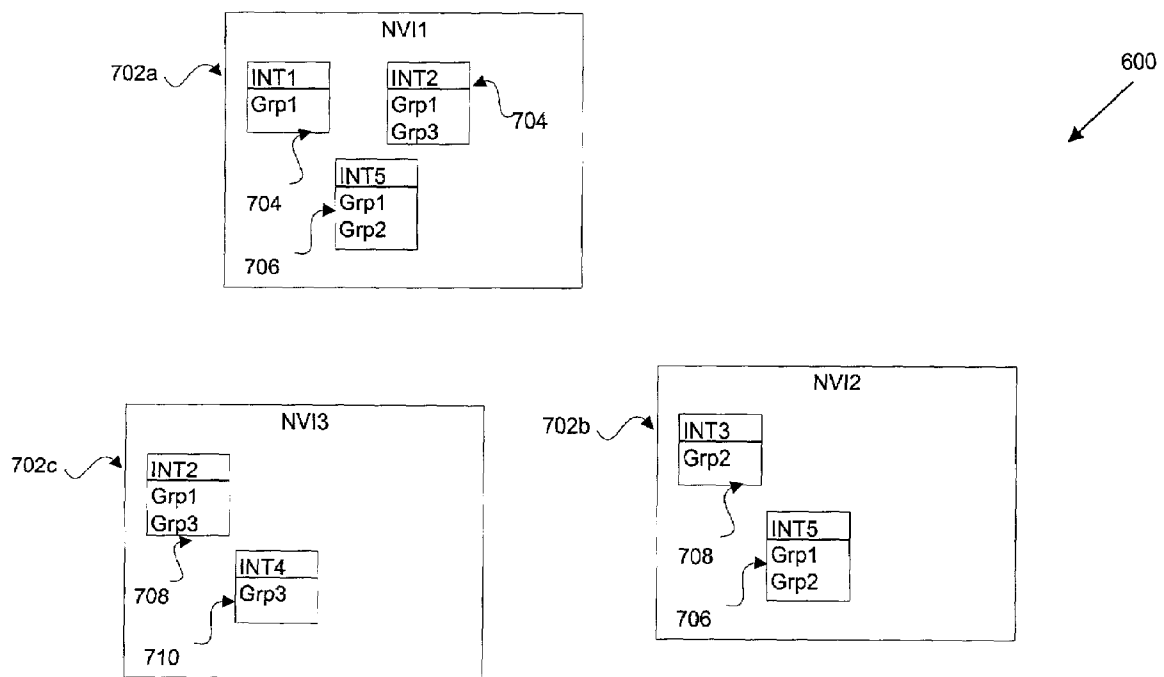 NVI1
702a
INT1
Grp1
704
INT2
Grp1
Grp3
704
INT5
Grp1
Grp2
706
600
NVI3
702c
INT2
Grp1
Grp3
708
INT4
Grp3
710
NVI2
702b
INT3
Grp2
708
INT5
Grp1
Grp2
706